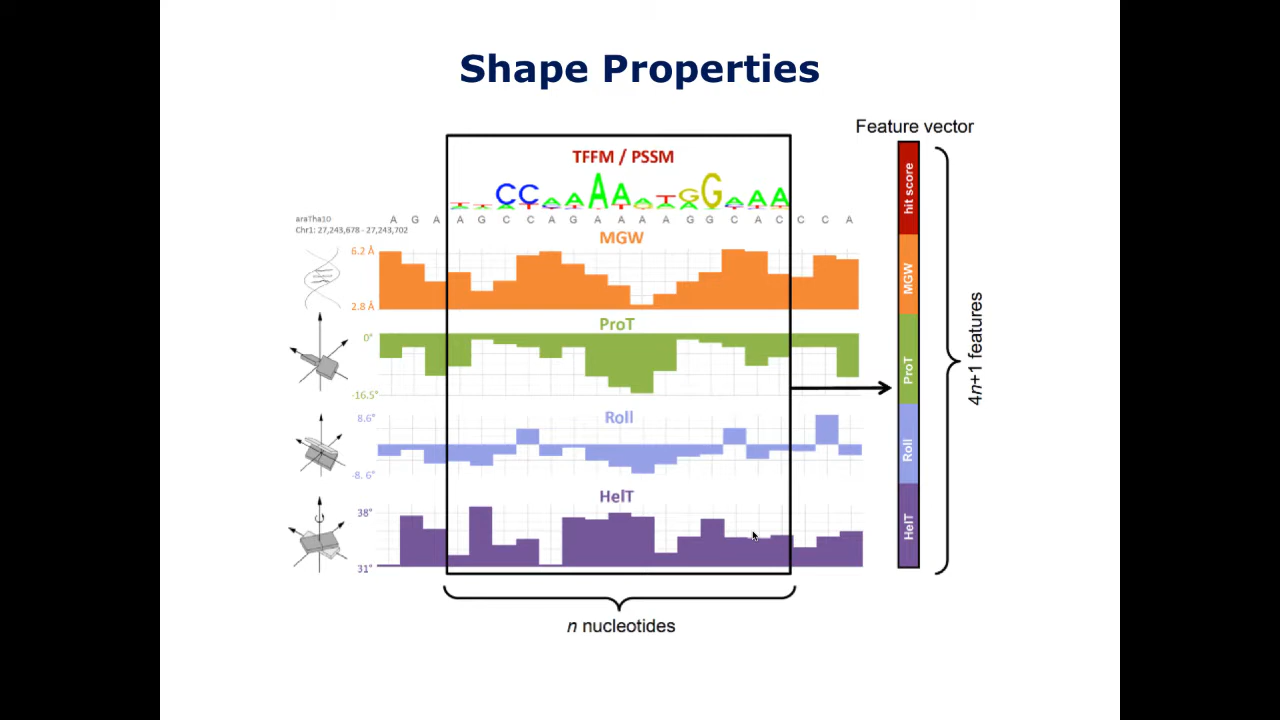 Shape Properties
Feature vector
TFFM / PSSM
CCAAAAATGGAAA
araTha10
A G A A G C C A G A A A A G G C A C C C A
Chr1: 27,243,678 - 27,243,702
MGW
6.2 Å
2.8 Å
ProT
0°
-16.5°
Roll
8.6°
-8.6°
HelT
38°
31°
hit score
MGW
ProT
Roll
HelT
4n+1 features
n nucleotides